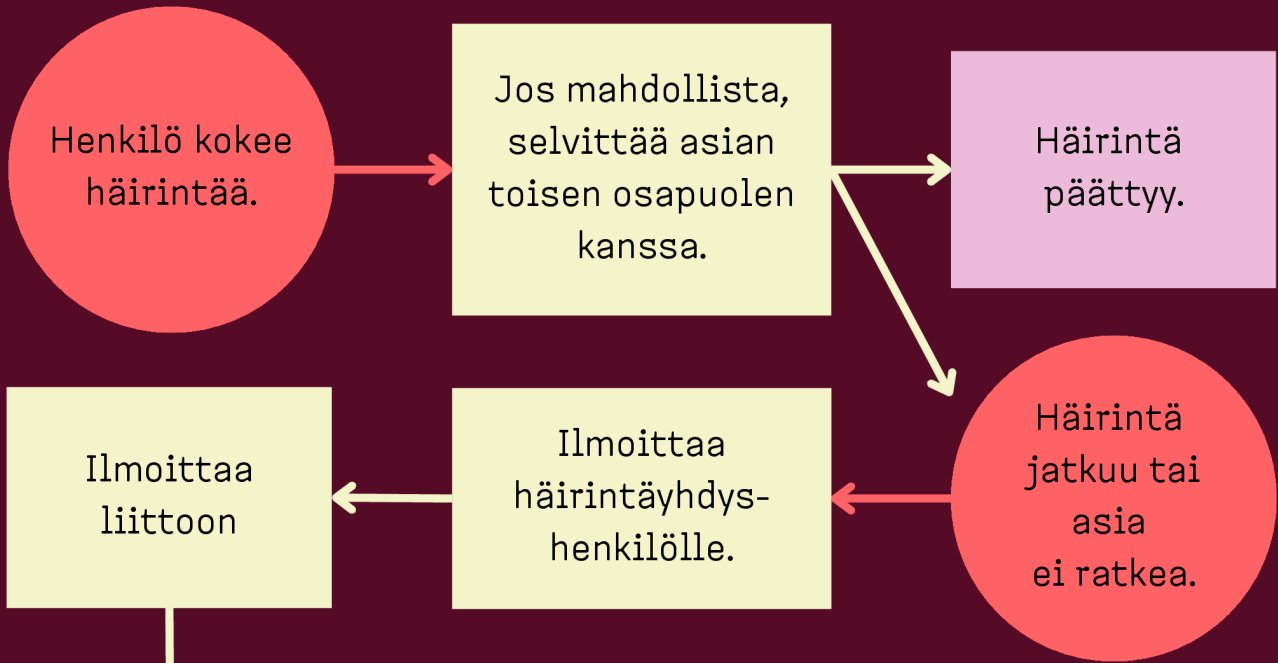 Henkilö kokee
häirintää.
Jos mahdollista,
selvittää asian
toisen osapuolen
kanssa.
Häirintä
päättyy.
Häirintä
jatkuu tai
asia
ei ratkea.
Ilmoittaa
häirintäyhdys-
henkilölle.
Ilmoittaa
liittoon